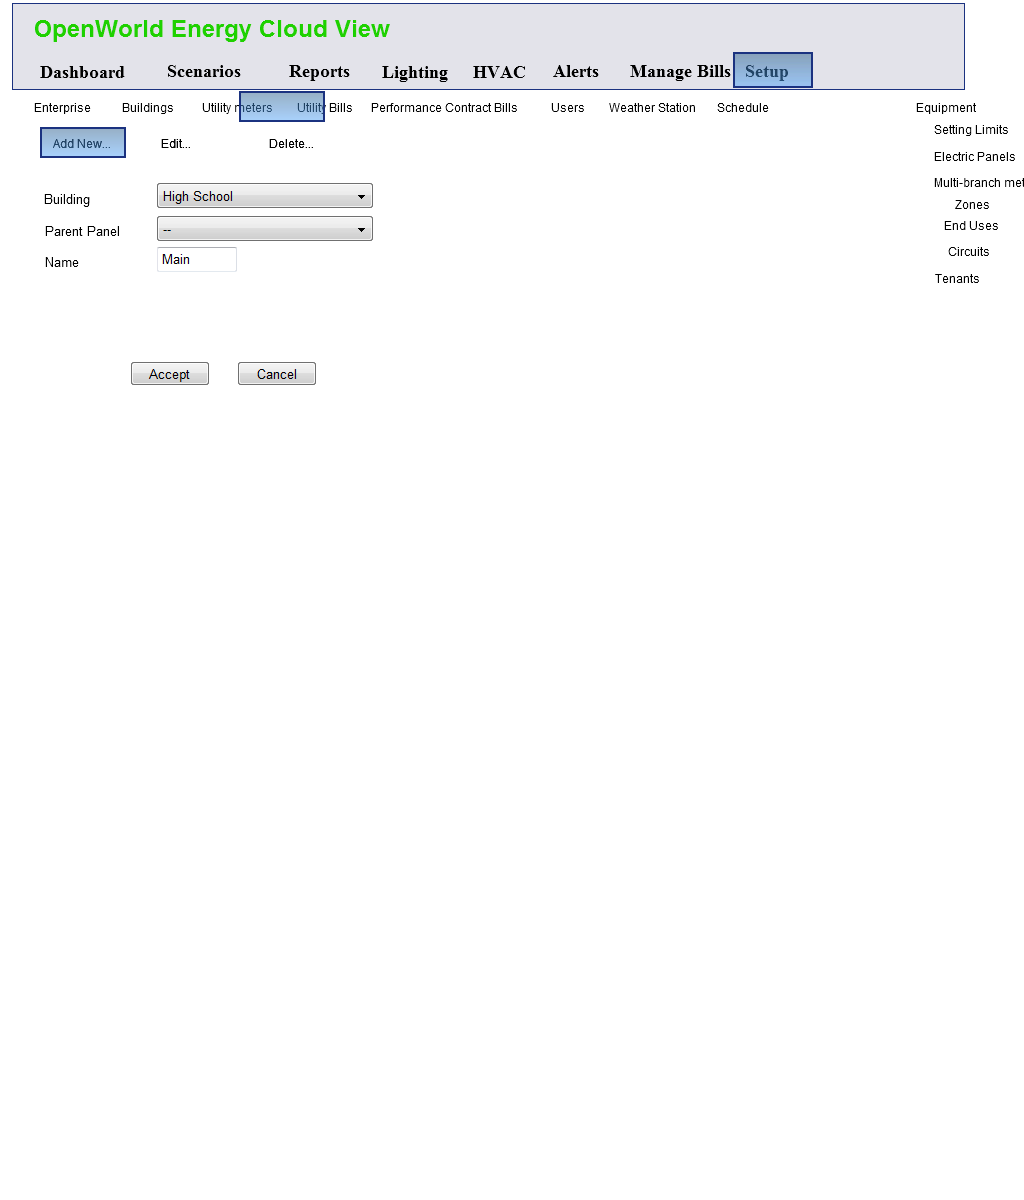 OpenWorld Energy Cloud View
Dashboard Scenarios Reports Lighting HVAC Alerts Manage Bills Setup
Enterprise Buildings Utility meters Utility Bills Performance Contract Bills Users Weather Station Schedule Equipment
Setting Limits
Add New... Edit... Delete...
Electric Panels
Multi-branch met
Building High School
Zones
Parent Panel --
End Uses
Name Main
Circuits
Tenants
Accept Cancel